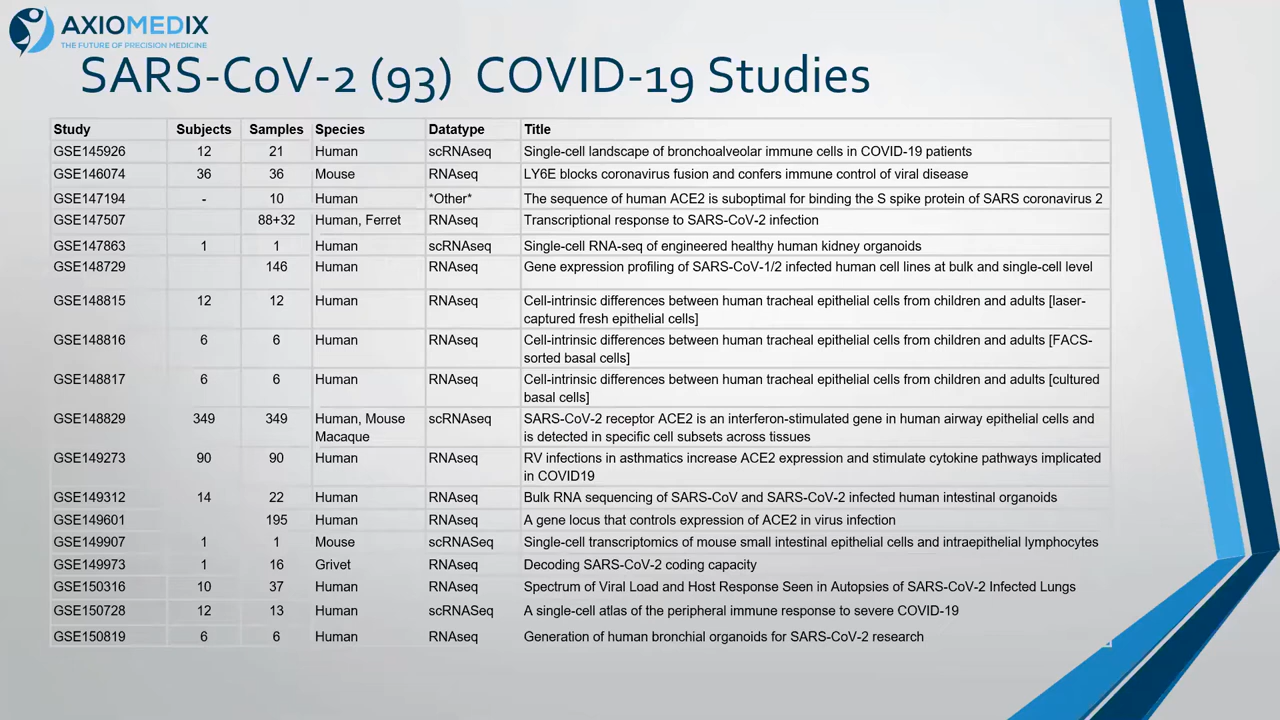 AXIOMEDIX
THE FUTURE OF PRECISION MEDICINE
SARS-CoV-2 (93) COVID-19 Studies
Study Subjects Samples Species Datatype Title
GSE145926 12 21 Human scRNAseq Single-cell landscape of bronchoalveolar immune cells in COVID-19 patients
GSE146074 36 36 Mouse RNAseq LY6E blocks coronavirus fusion and confers immune control of viral disease
GSE147194 - 10 Human *Other* The sequence of human ACE2 is suboptimal for binding the S spike protein of SARS coronavirus 2
GSE147507 88+32 Human, Ferret RNAseq Transcriptional response to SARS-CoV-2 infection
GSE147863 1 1 Human scRNAseq Single-cell RNA-seq of engineered healthy human kidney organoids
GSE148729 146 Human RNAseq Gene expression profiling of SARS-CoV-1/2 infected human cell lines at bulk and single-cell level
GSE148815 12 12 Human RNAseq Cell-intrinsic differences between human tracheal epithelial cells from children and adults [laser-
captured fresh epithelial cells]
GSE148816 6 6 Human RNAseq Cell-intrinsic differences between human tracheal epithelial cells from children and adults [FACS-
sorted basal cells]
GSE148817 6 6 Human RNAseq Cell-intrinsic differences between human tracheal epithelial cells from children and adults [cultured
basal cells]
GSE148829 349 349 Human, Mouse scRNAseq SARS-CoV-2 receptor ACE2 is an interferon-stimulated gene in human airway epithelial cells and
Macaque is detected in specific cell subsets across tissues
GSE149273 90 90 Human RNAseq RV infections in asthmatics increase ACE2 expression and stimulate cytokine pathways implicated
in COVID19
GSE149312 14 22 Human RNAseq Bulk RNA sequencing of SARS-CoV and SARS-CoV-2 infected human intestinal organoids
GSE149601 195 Human RNAseq A gene locus that controls expression of ACE2 in virus infection
GSE149907 1 1 Mouse scRNASeq Single-cell transcriptomics of mouse small intestinal epithelial cells and intraepithelial lymphocytes
GSE149973 1 16 Grivet RNAseq Decoding SARS-CoV-2 coding capacity
GSE150316 10 37 Human RNAseq Spectrum of Viral Load and Host Response Seen in Autopsies of SARS-CoV-2 Infected Lungs
GSE150728 12 13 Human scRNASeq A single-cell atlas of the peripheral immune response to severe COVID-19
GSE150819 6 6 Human RNAseq Generation of human bronchial organoids for SARS-CoV-2 research